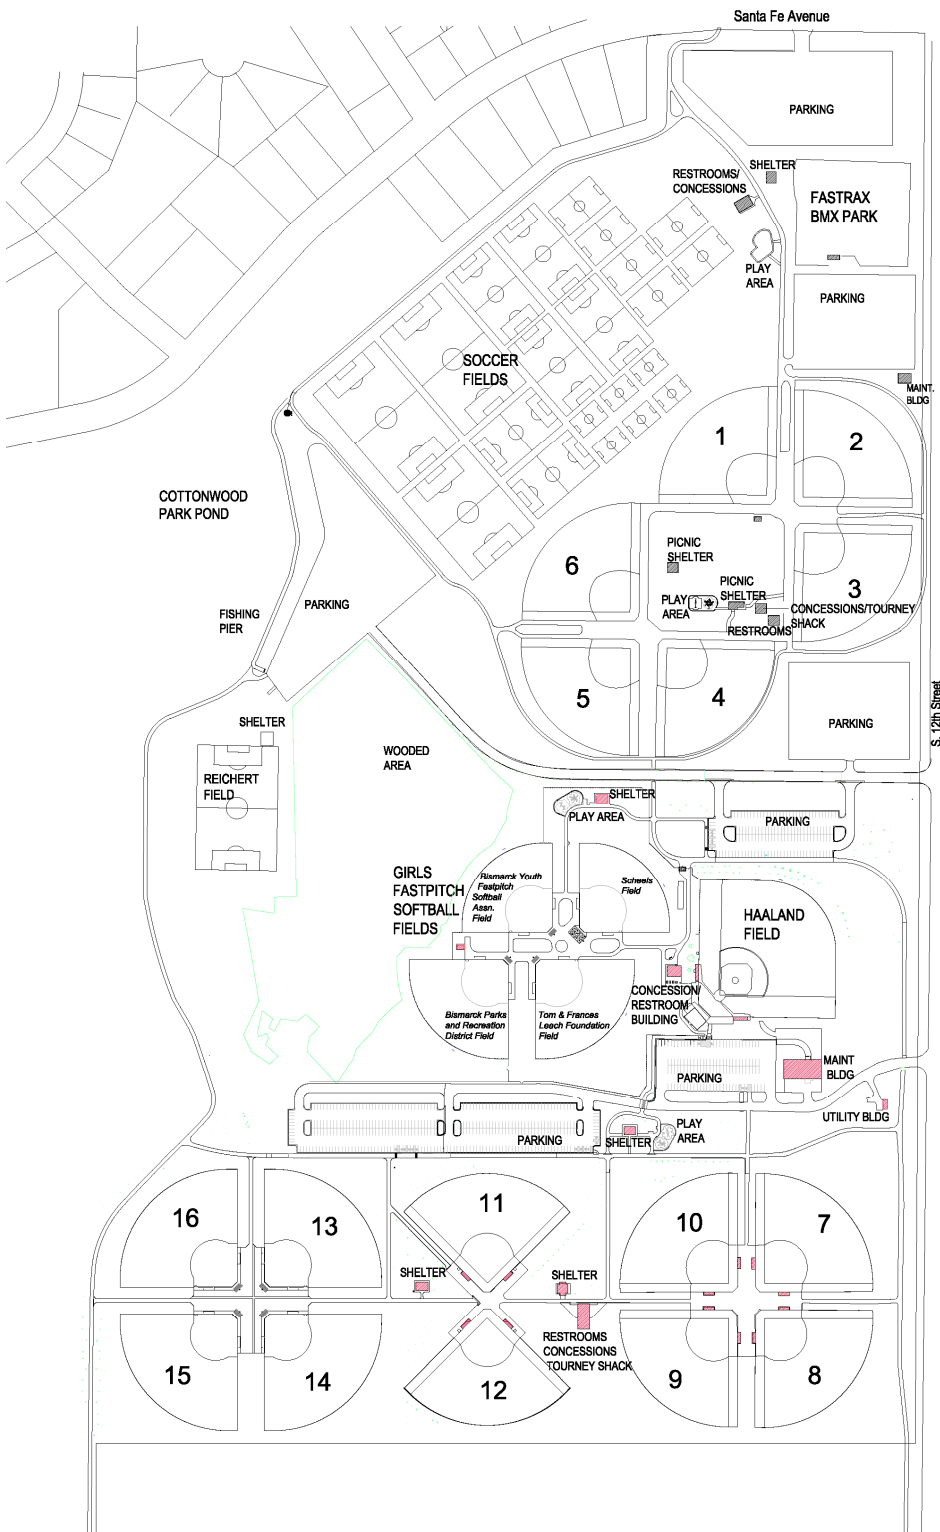 Santa Fe Avenue
PARKING
SHELTER
RESTROOMS/
CONCESSIONS
FASTRAX
BMX PARK
PLAY
AREA
PARKING
SOCCER
FIELDS
MAINT.
BLDG
1
2
COTTONWOOD
PARK POND
PICNIC
SHELTER
6
PICNIC
SHELTER
3
PLAY
AREA
CONCESSIONS/TOURNEY
SHACK
RESTROOMS
FISHING
PIER
PARKING
5
4
S. 12th Street
SHELTER
PARKING
WOODED
AREA
REICHERT
FIELD
SHELTER
PLAY AREA
PARKING
GIRLS
FASTPITCH
SOFTBALL
FIELDS
Bismarck Youth
Fastpitch
Softball
Assn.
Field
Scheels
Field
HAALAND
FIELD
CONCESSION/
RESTROOM
BUILDING
Bismarck Parks
and Recreation
District Field
Tom & Frances
Leach Foundation
Field
MAINT
BLDG
PARKING
UTILITY BLDG
PARKING
SHELTER
PLAY
AREA
16
13
11
10
7
SHELTER
SHELTER
RESTROOMS
CONCESSIONS
TOURNEY SHACK
15
14
12
9
8